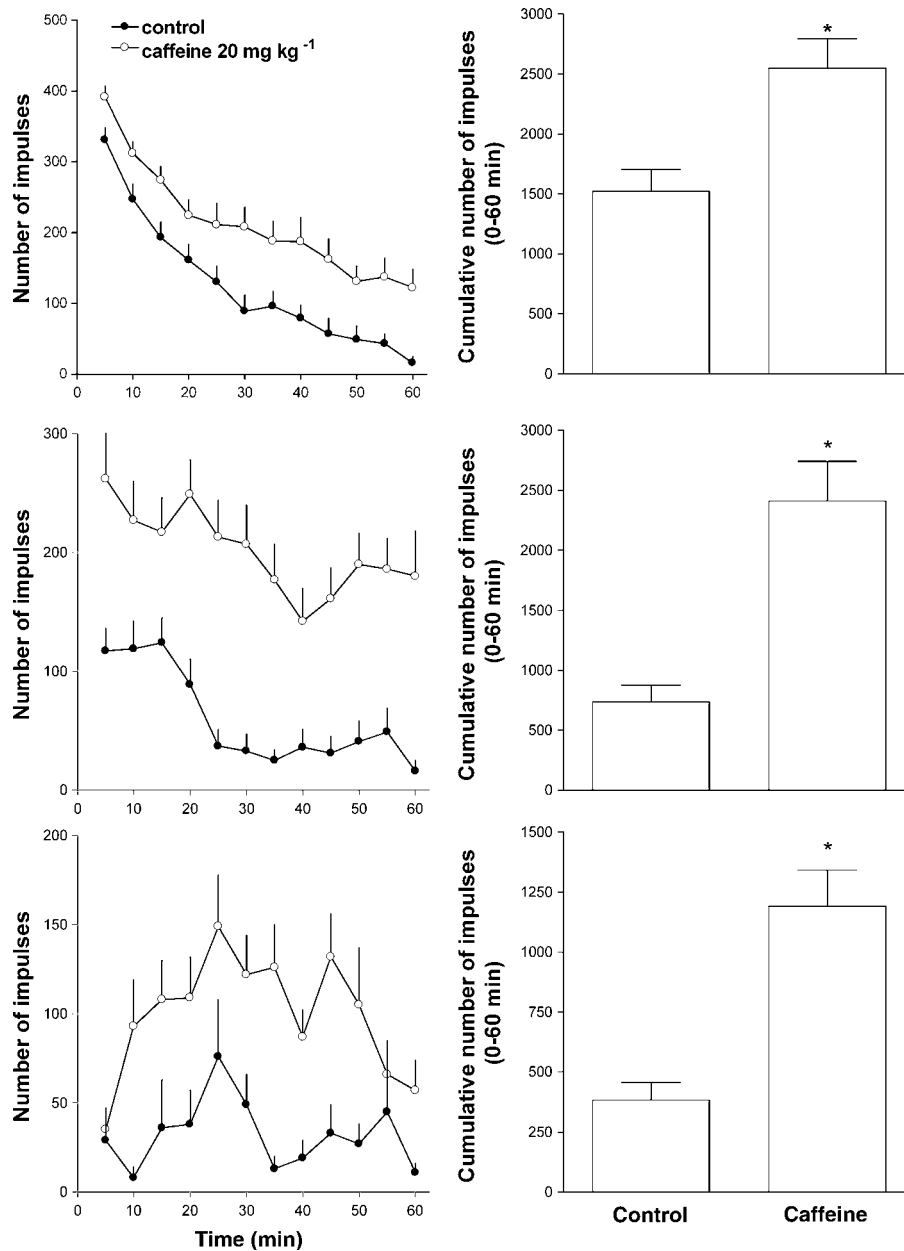 500
400
300
200
100
0
Number of impulses
control
caffeine 20 mg kg -1
0 10 20 30 40 50 60
3000
2500
2000
1500
1000
500
0
Cumulative number of impulses
(0-60 min)
*
300
200
100
0
Number of impulses
0 10 20 30 40 50 60
3000
2500
2000
1500
1000
500
0
Cumulative number of impulses
(0-60 min)
*
200
150
100
50
0
Number of impulses
0 10 20 30 40 50 60
Time (min)
1500
1250
1000
750
500
250
0
Cumulative number of impulses
(0-60 min)
*
Control Caffeine